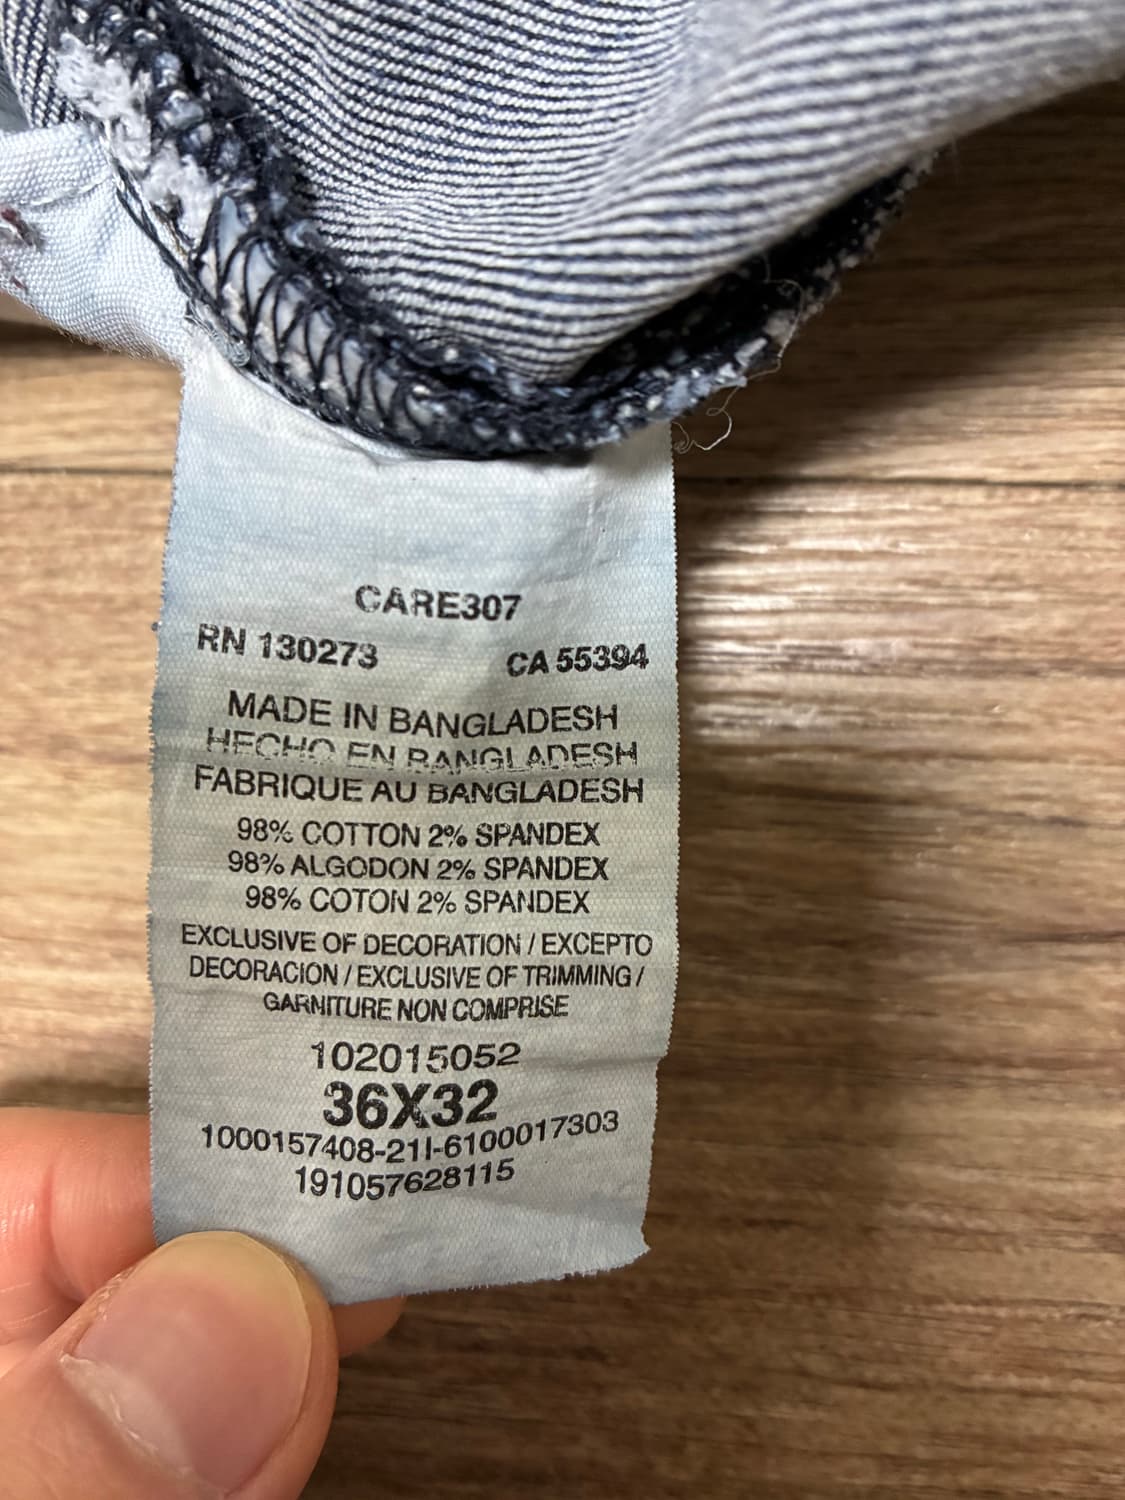 CARE307
RN 130273 CA 55394
MADE IN BANGLADESH
HECHO EN BANGLADESH
FABRIQUE AU BANGLADESH
98% COTTON 2% SPANDEX
98% ALGODON 2% SPANDEX
98% COTON 2% SPANDEX
EXCLUSIVE OF DECORATION / EXCEPTO
DECORACION / EXCLUSIVE OF TRIMMING /
GARNITURE NON COMPRISE
102015052
36X32
1000157408-21I-6100017303
191057628115